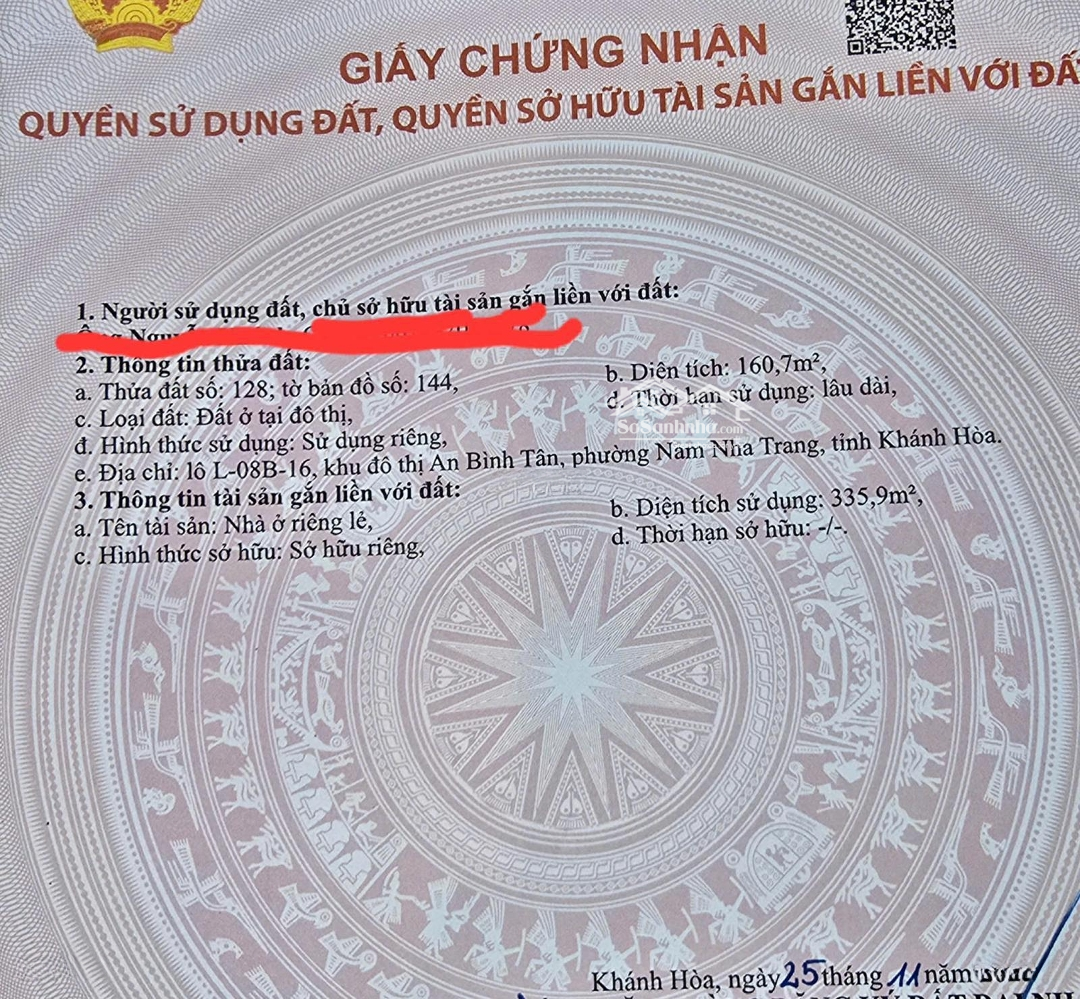 GIẤY CHỨNG NHẬN
QUYỀN SỬ DỤNG ĐẤT, QUYỀN SỞ HỮU TÀI SẢN GẮN LIỀN VỚI
1. Người sử dụng đất, chủ sở hữu tài sản gắn liền với đất:
2. Thông tin thửa đất:
a. Thửa đất số: 128; tờ bản đồ số: 144, b. Diện tích: 160,7m²,
c. Loại đất: Đất ở tại đô thị, d. Thời hạn sử dụng: lâu dài,
đ. Hình thức sử dụng: Sử dụng riêng,
SoSanhnha.com
e. Địa chỉ: lô L-08B-16, khu đô thị An Bình Tân, phường Nam Nha Trang, tỉnh Khánh Hòa.
3. Thông tin tài sản gắn liền với đất:
a. Tên tài sản: Nhà ở riêng lẻ, b. Diện tích sử dụng: 335,9m²,
c. Hình thức sở hữu: Sở hữu riêng, d. Thời hạn sở hữu: -/-.
Khánh Hòa, ngày 25 tháng 11 năm